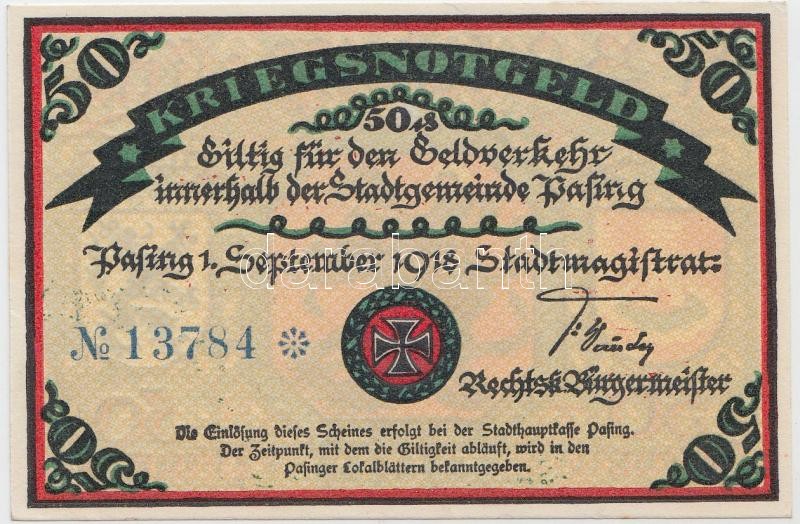 50 50
KRIEGSNOTGELD
50 ₰
Giltig für den Geldverkehr
innerhalb der Stadtgemeinde Pasing
Pasing 1. September 1918 Stadtmagistrat:
darabanth
№ 13784
Rechtsk. Bürgermeister
Die Einlösung dieses Scheines erfolgt bei der Stadthauptkasse Pasing.
Der Zeitpunkt, mit dem die Giltigkeit abläuft, wird in den
Pasinger Lokalblättern bekanntgegeben.
50 50